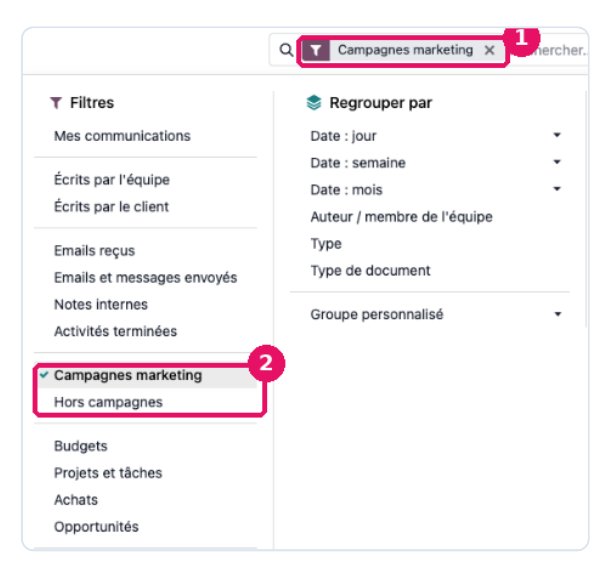 Campagnes marketing ×
1
Filtres
Mes communications
Écrits par l'équipe
Écrits par le client
Emails reçus
Emails et messages envoyés
Notes internes
Activités terminées
2
Campagnes marketing
Hors campagnes
Budgets
Projets et tâches
Achats
Opportunités
Regrouper par
Date : jour
Date : semaine
Date : mois
Auteur / membre de l'équipe
Type
Type de document
Groupe personnalisé